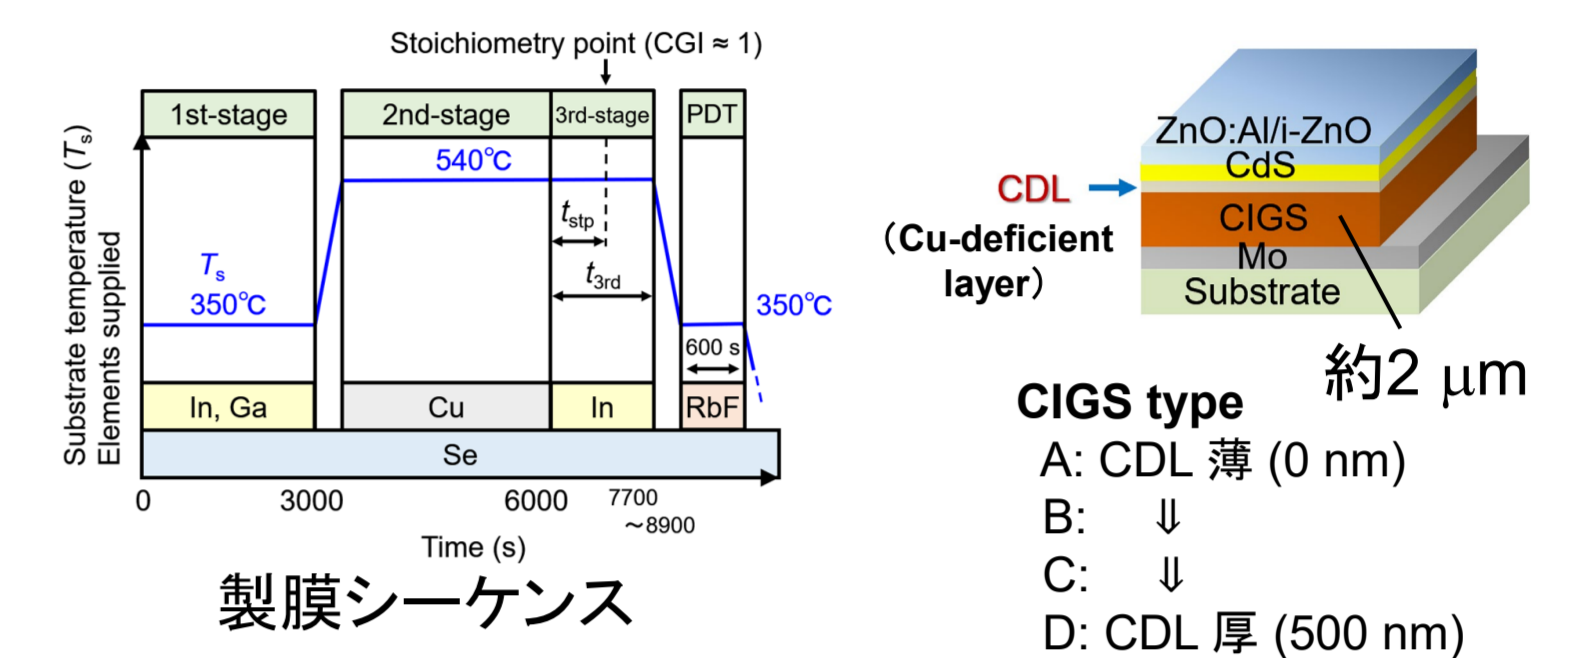 Stoichiometry point (CGI ≈ 1)
1st-stage
2nd-stage
3rd-stage
PDT
Substrate temperature (Ts)
Elements supplied
540℃
tstp
t3rd
Ts
350℃
350℃
600 s
In, Ga
Cu
In
RbF
Se
0
3000
6000
7700
～8900
Time (s)
製膜シーケンス
ZnO:Al/i-ZnO
CdS
CDL
（Cu-deficient
layer）
CIGS
Mo
Substrate
約2 μm
CIGS type
A: CDL 薄 (0 nm)
B: ⇓
C: ⇓
D: CDL 厚 (500 nm)